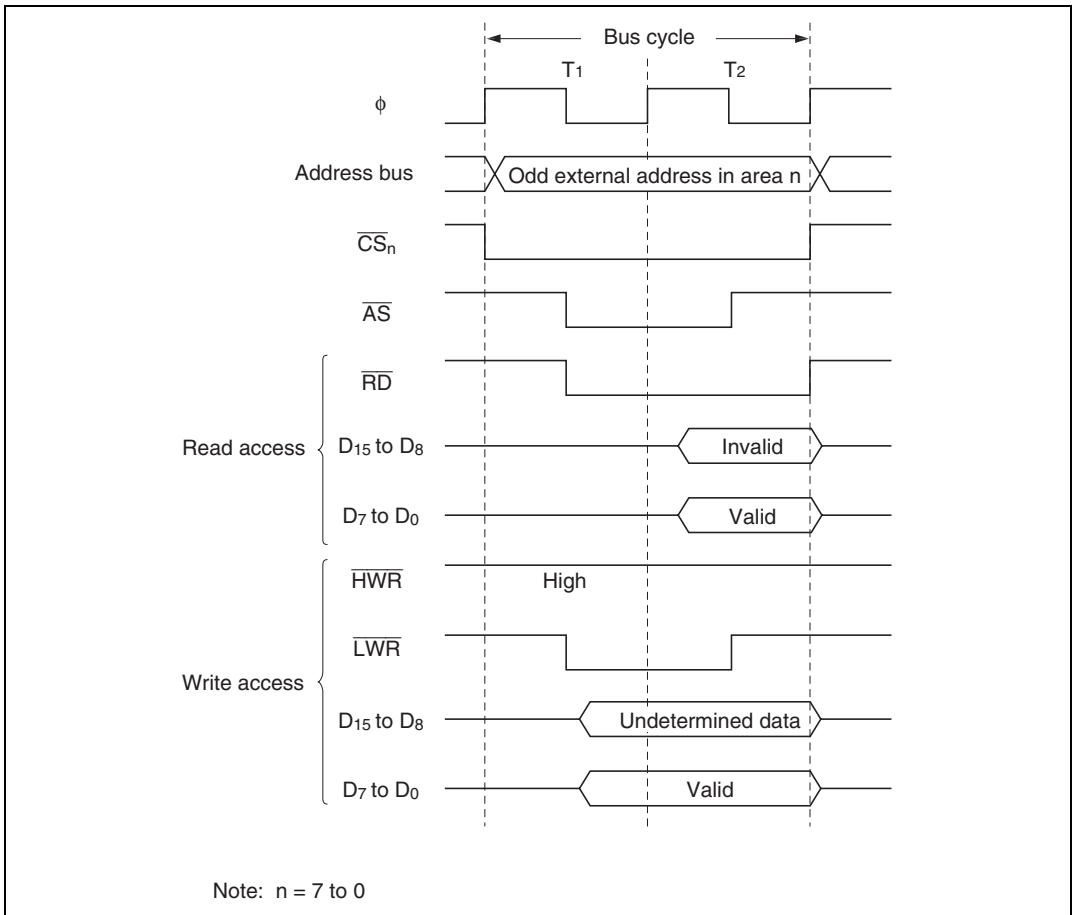 Bus cycle
T1 T2
ϕ
Address bus Odd external address in area n
CSn
AS
RD
Read access D15 to D8 Invalid
D7 to D0 Valid
HWR High
LWR
Write access
D15 to D8 Undetermined data
D7 to D0 Valid
Note: n = 7 to 0